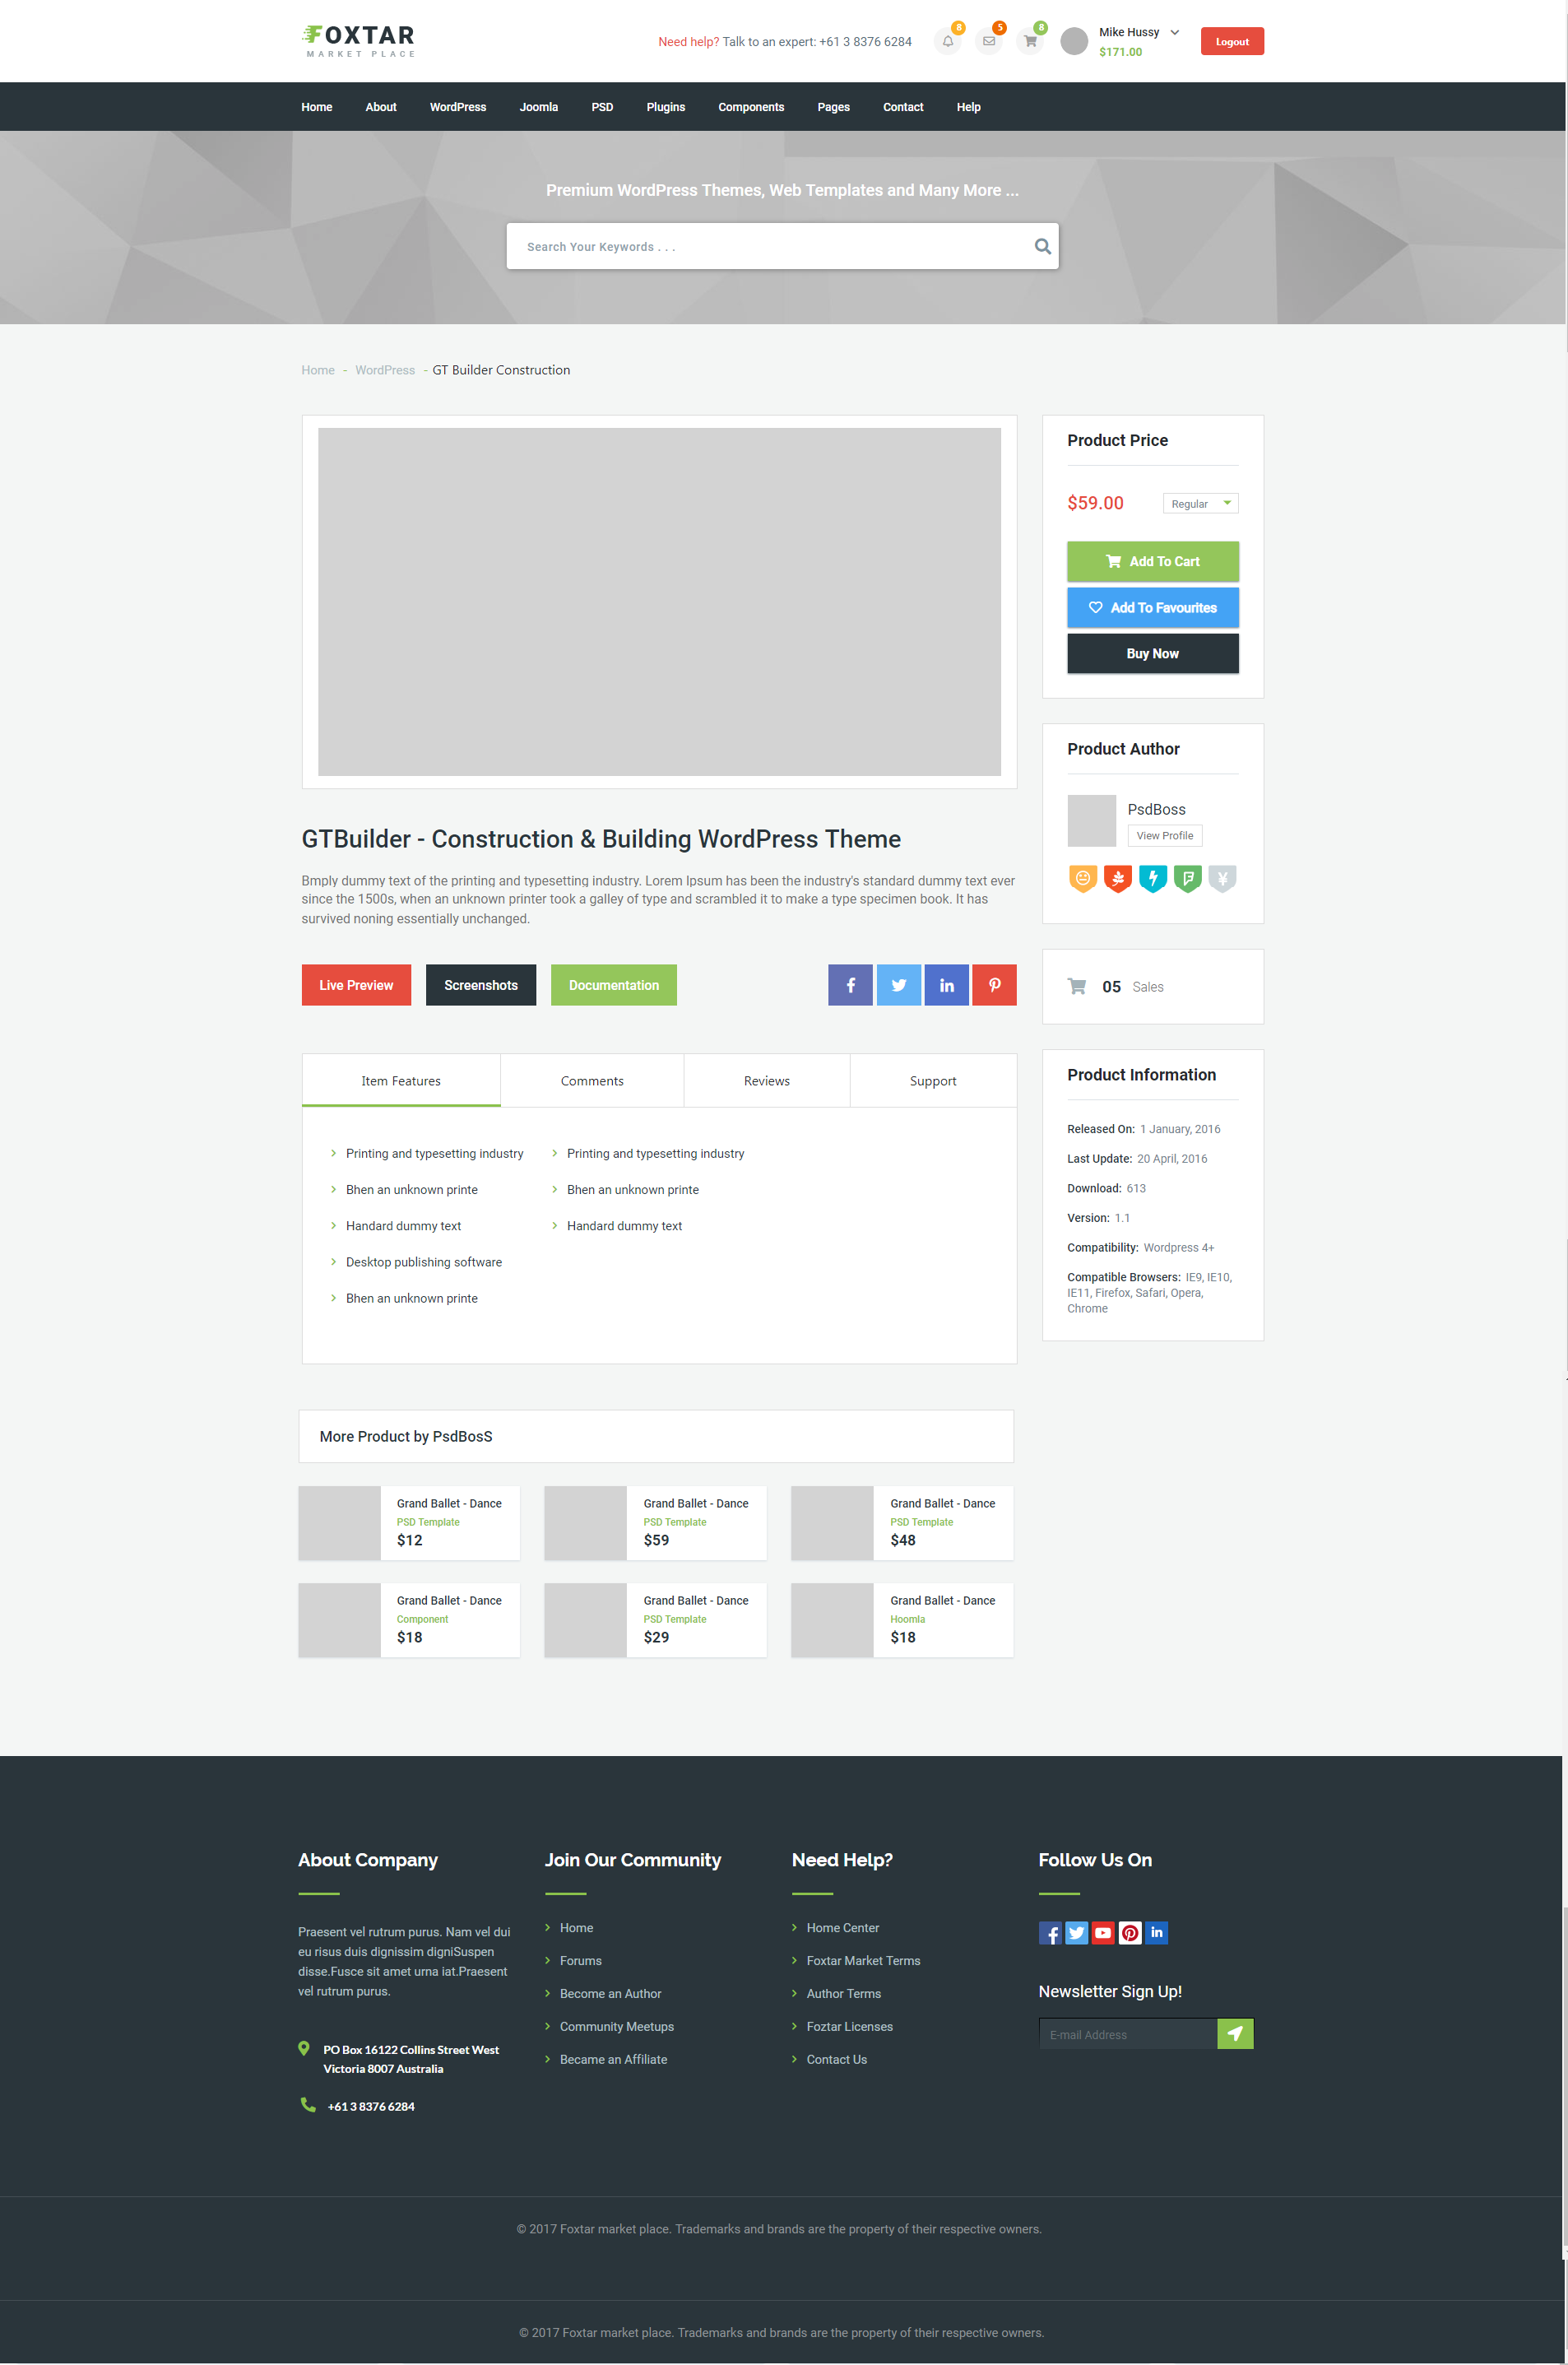 FOXTAR
MARKET PLACE
Need help? Talk to an expert: +61 3 8376 6284
8
5
8
Mike Hussy
$171.00
Logout
Home About WordPress Joomla PSD Plugins Components Pages Contact Help
Premium WordPress Themes, Web Templates and Many More ...
Search Your Keywords . . .
Home - WordPress - GT Builder Construction
Product Price
$59.00
Regular
Add To Cart
Add To Favourites
Buy Now
Product Author
PsdBoss
View Profile
05 Sales
Product Information
Released On: 1 January, 2016
Last Update: 20 April, 2016
Download: 613
Version: 1.1
Compatibility: Wordpress 4+
Compatible Browsers: IE9, IE10,
IE11, Firefox, Safari, Opera,
Chrome
GTBuilder - Construction & Building WordPress Theme
Bmply dummy text of the printing and typesetting industry. Lorem Ipsum has been the industry's standard dummy text ever
since the 1500s, when an unknown printer took a galley of type and scrambled it to make a type specimen book. It has
survived noning essentially unchanged.
Live Preview
Screenshots
Documentation
Item Features
Comments
Reviews
Support
Printing and typesetting industry
Bhen an unknown printe
Handard dummy text
Desktop publishing software
Bhen an unknown printe
Printing and typesetting industry
Bhen an unknown printe
Handard dummy text
More Product by PsdBosS
Grand Ballet - Dance
PSD Template
$12
Grand Ballet - Dance
PSD Template
$59
Grand Ballet - Dance
PSD Template
$48
Grand Ballet - Dance
Component
$18
Grand Ballet - Dance
PSD Template
$29
Grand Ballet - Dance
Hoomla
$18
About Company
Praesent vel rutrum purus. Nam vel dui
eu risus duis dignissim digniSuspen
disse.Fusce sit amet urna iat.Praesent
vel rutrum purus.
PO Box 16122 Collins Street West
Victoria 8007 Australia
+61 3 8376 6284
Join Our Community
Home
Forums
Become an Author
Community Meetups
Became an Affiliate
Need Help?
Home Center
Foxtar Market Terms
Author Terms
Foztar Licenses
Contact Us
Follow Us On
Newsletter Sign Up!
E-mail Address
© 2017 Foxtar market place. Trademarks and brands are the property of their respective owners.
© 2017 Foxtar market place. Trademarks and brands are the property of their respective owners.